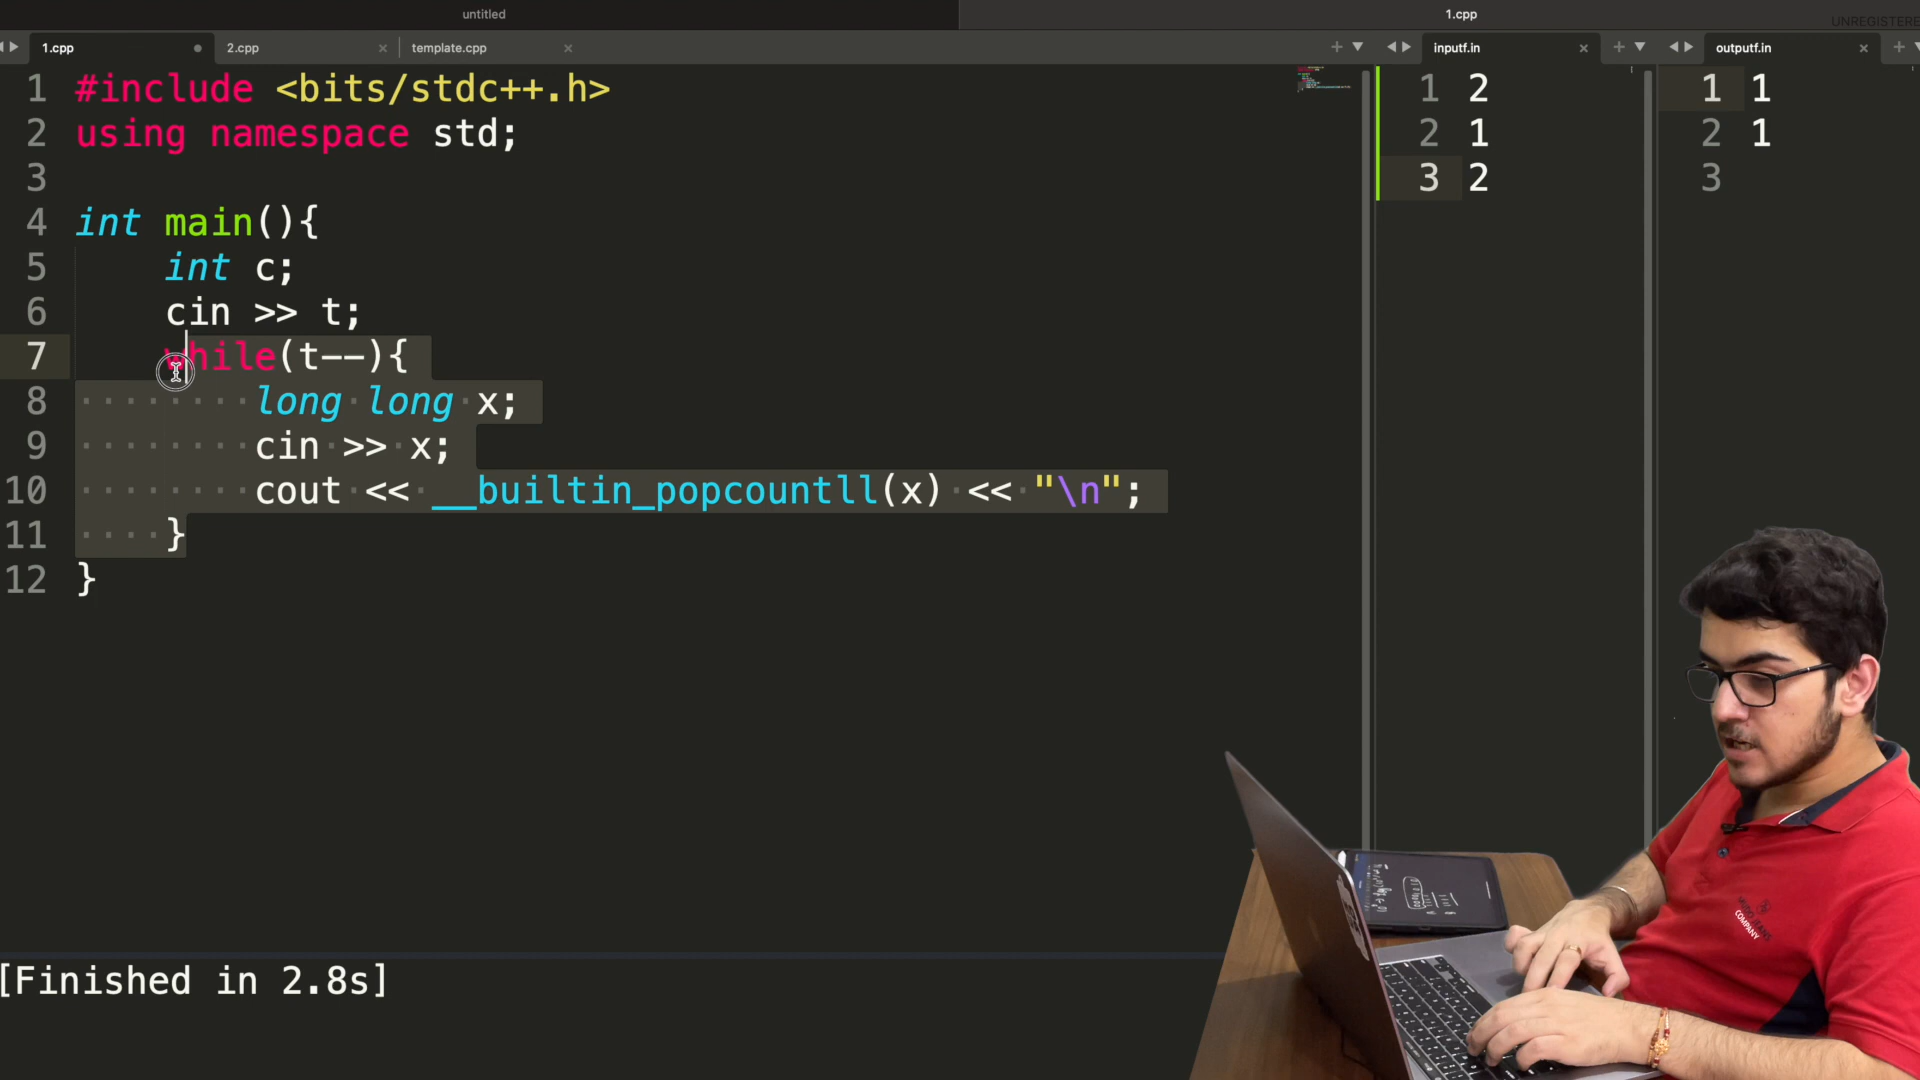 untitled
1.cpp
UNREGISTERE
1.cpp
2.cpp
template.cpp
inputf.in
outputf.in
1 #include <bits/stdc++.h>
2 using namespace std;
3
4 int main(){
5 int c;
6 cin >> t;
7 while(t--){
8 long long x;
9 cin >> x;
10 cout << __builtin_popcountll(x) << "\n";
11 }
12 }
1 2
2 1
3 2
1 1
2 1
3
[Finished in 2.8s]
COMPANY